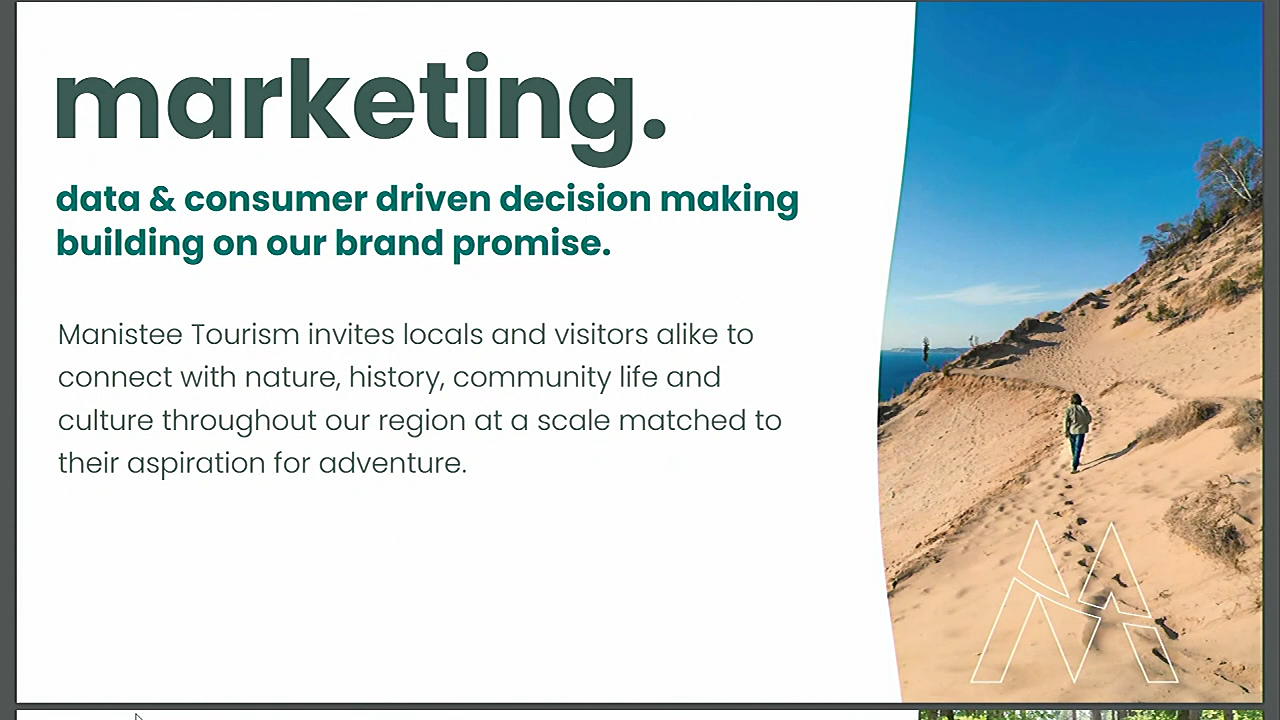 marketing.
data & consumer driven decision making
building on our brand promise.
Manistee Tourism invites locals and visitors alike to
connect with nature, history, community life and
culture throughout our region at a scale matched to
their aspiration for adventure.